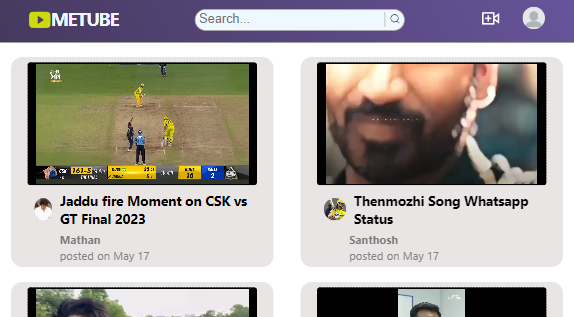 METUBE
Search...
CSK
Jaddu fire Moment on CSK vs
GT Final 2023
Mathan
posted on May 17
Thenmozhi Song Whatsapp
Status
Santhosh
posted on May 17